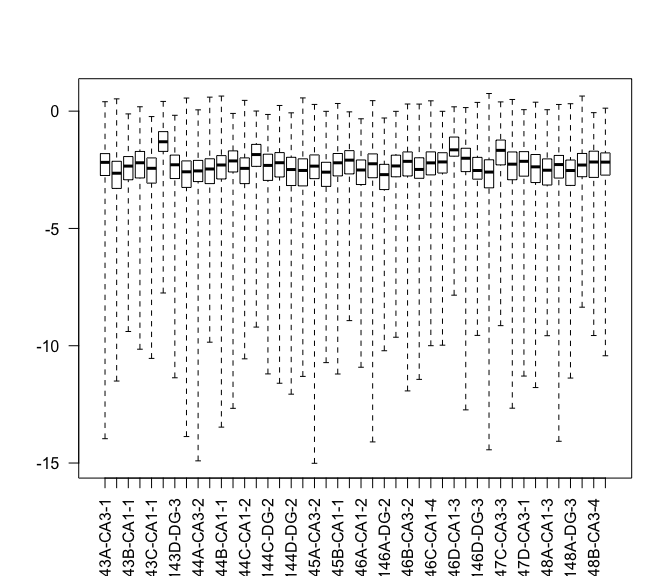 0
-5
-10
-15
43A-CA3-1
43B-CA1-1
43C-CA1-1
143D-DG-3
44A-CA3-2
44B-CA1-1
44C-CA1-2
144C-DG-2
144D-DG-2
45A-CA3-2
45B-CA1-1
46A-CA1-2
146A-DG-2
46B-CA3-2
46C-CA1-4
46D-CA1-3
146D-DG-3
47C-CA3-3
47D-CA3-1
48A-CA1-3
148A-DG-3
48B-CA3-4